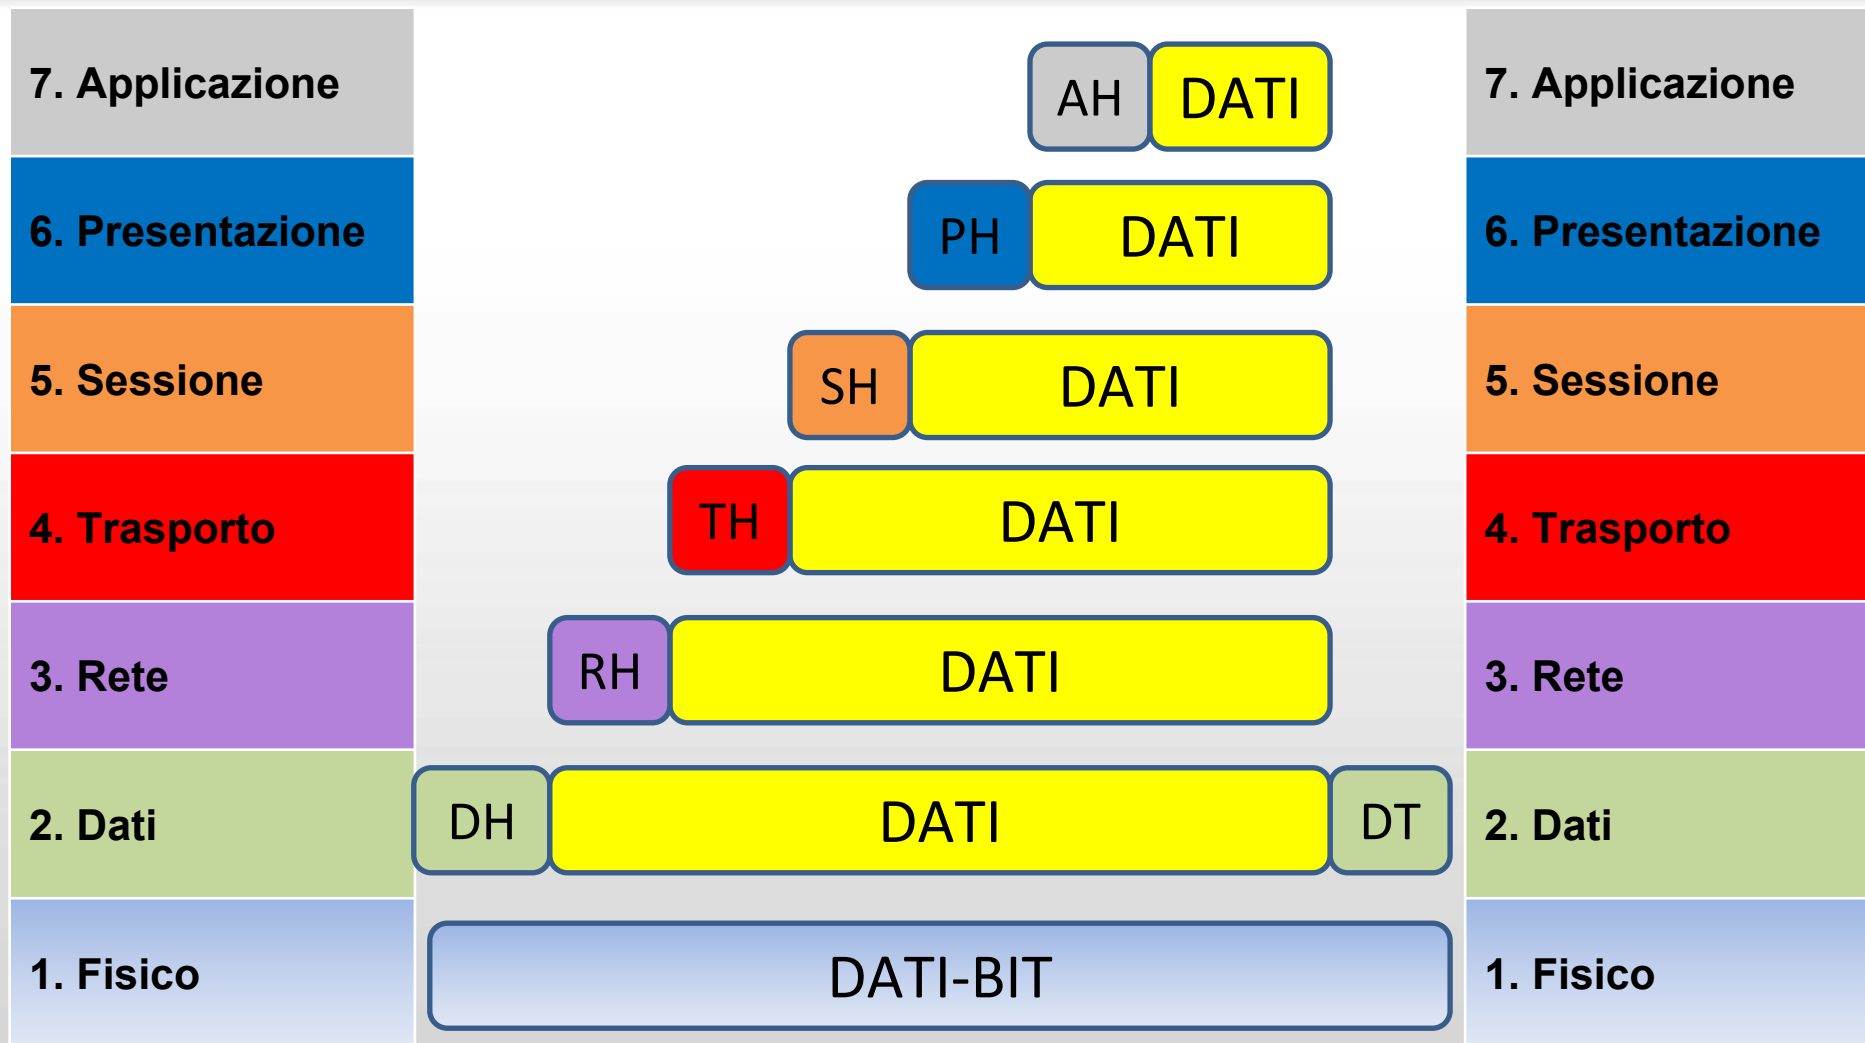 7. Applicazione
AH DATI
7. Applicazione
6. Presentazione
PH DATI
6. Presentazione
5. Sessione
SH DATI
5. Sessione
4. Trasporto
TH DATI
4. Trasporto
3. Rete
RH DATI
3. Rete
2. Dati
DH DATI DT
2. Dati
1. Fisico
DATI-BIT
1. Fisico